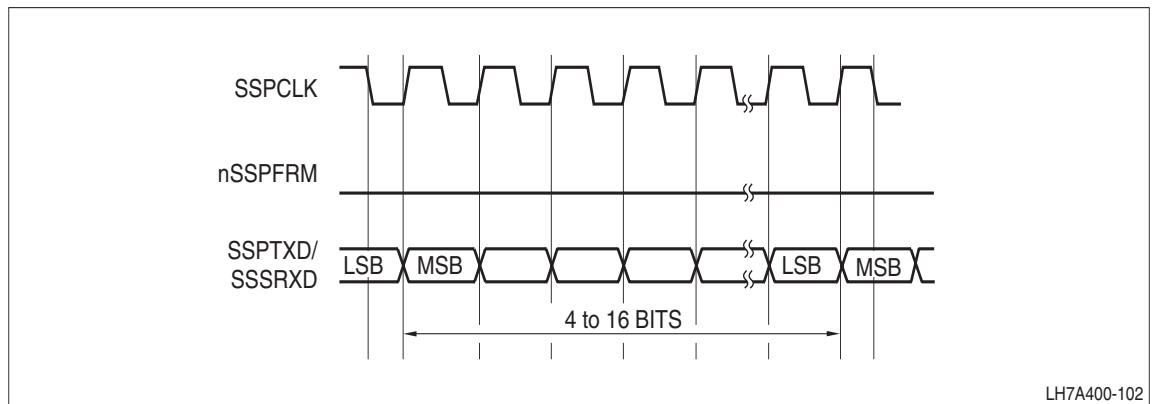 SSPCLK
nSSPFRM
SSPTXD/
SSSRXD
LSB
MSB
LSB
MSB
4 to 16 BITS
LH7A400-102